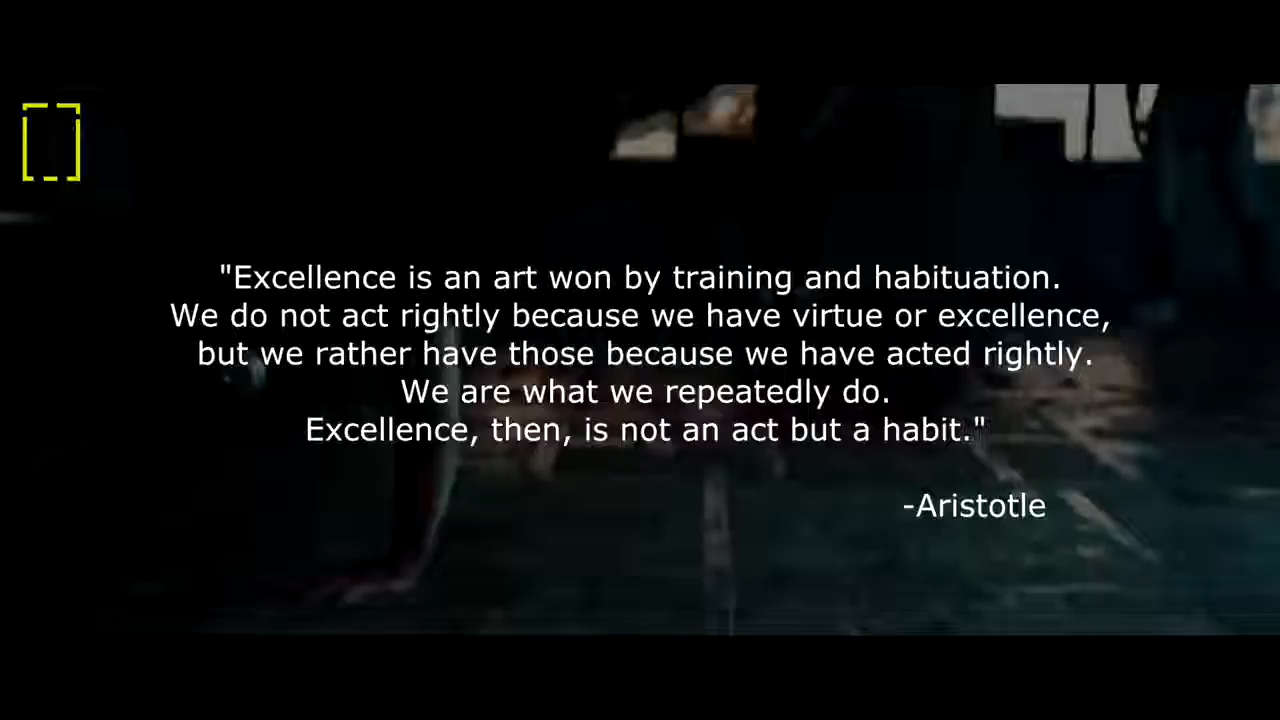 "Excellence is an art won by training and habituation.
We do not act rightly because we have virtue or excellence,
but we rather have those because we have acted rightly.
We are what we repeatedly do.
Excellence, then, is not an act but a habit."
-Aristotle